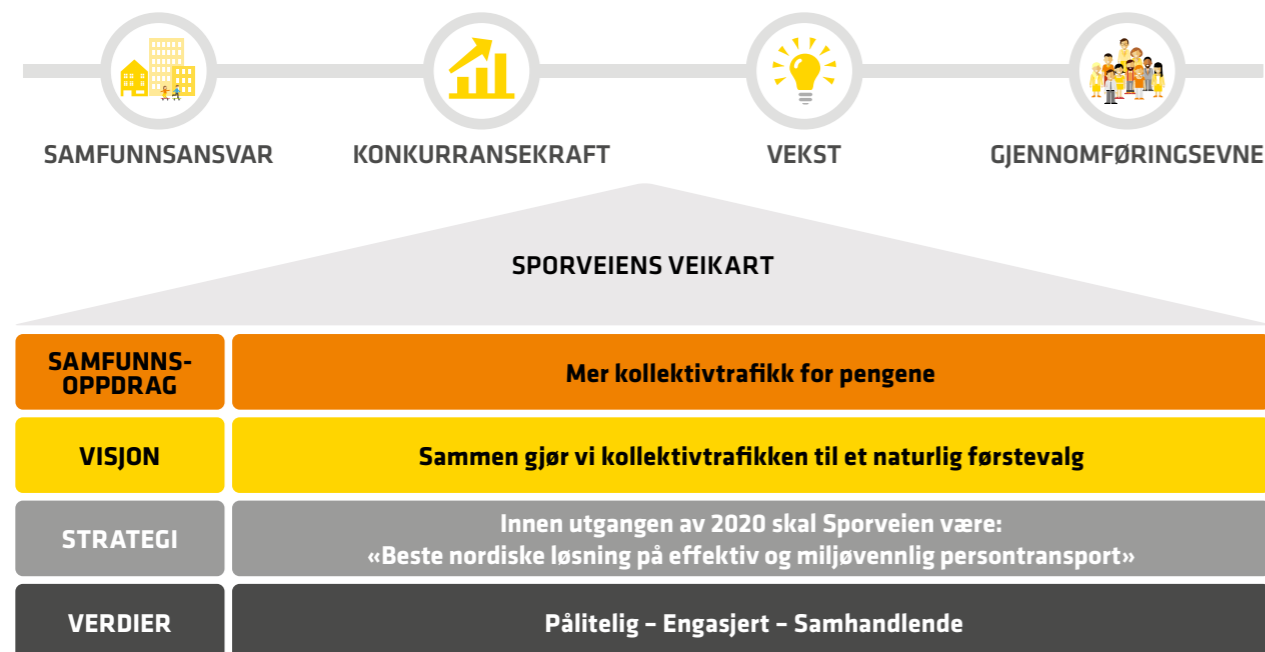 SAMFUNNSANSVAR
KONKURRANSEKRAFT
VEKST
GJENNOMFØRINGSEVNE
SPORVEIENS VEIKART
SAMFUNNS-
OPPDRAG
Mer kollektivtrafikk for pengene
VISJON
Sammen gjør vi kollektivtrafikken til et naturlig førstevalg
STRATEGI
Innen utgangen av 2020 skal Sporveien være:
«Beste nordiske løsning på effektiv og miljøvennlig persontransport»
VERDIER
Pålitelig – Engasjert – Samhandlende